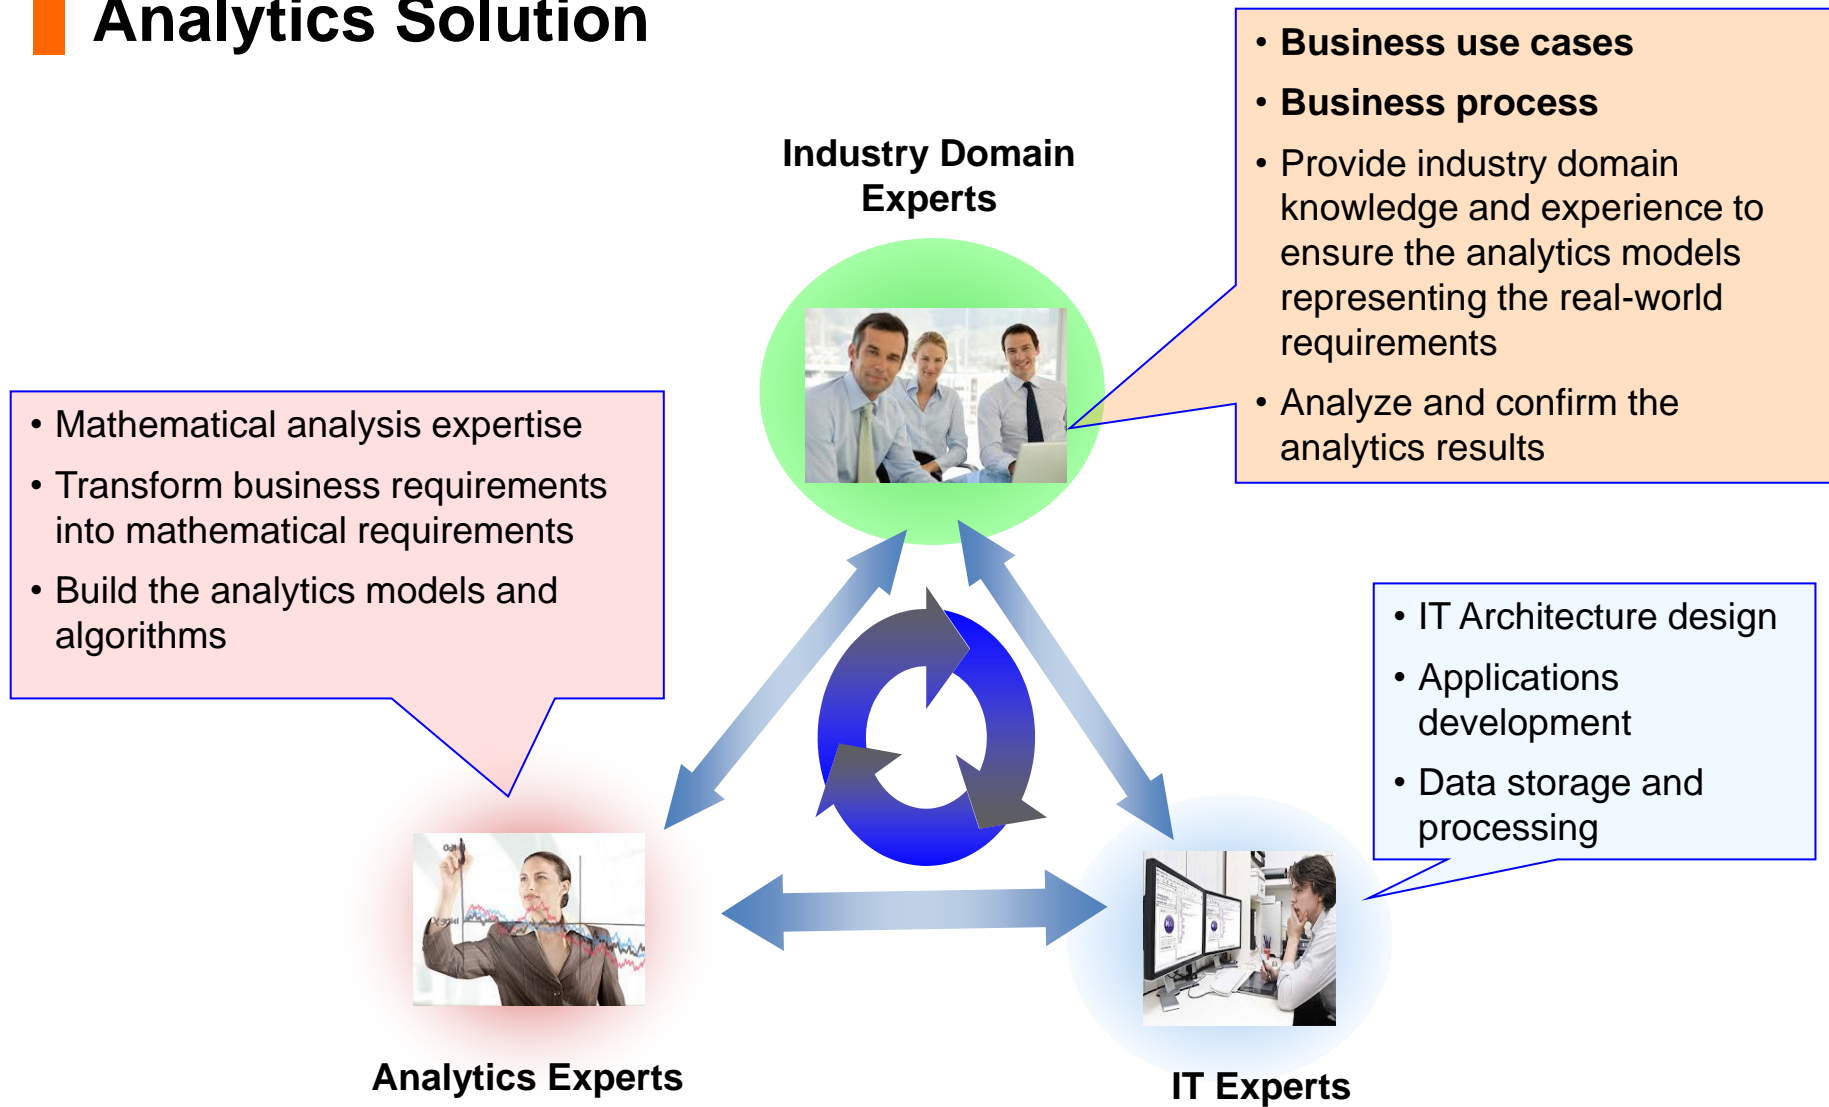 Analytics Solution
• Business use cases
• Business process
• Provide industry domain
knowledge and experience to
ensure the analytics models
representing the real-world
requirements
• Analyze and confirm the
analytics results
Industry Domain
Experts
• Mathematical analysis expertise
• Transform business requirements
into mathematical requirements
• Build the analytics models and
algorithms
• IT Architecture design
• Applications
development
• Data storage and
processing
Analytics Experts
IT Experts